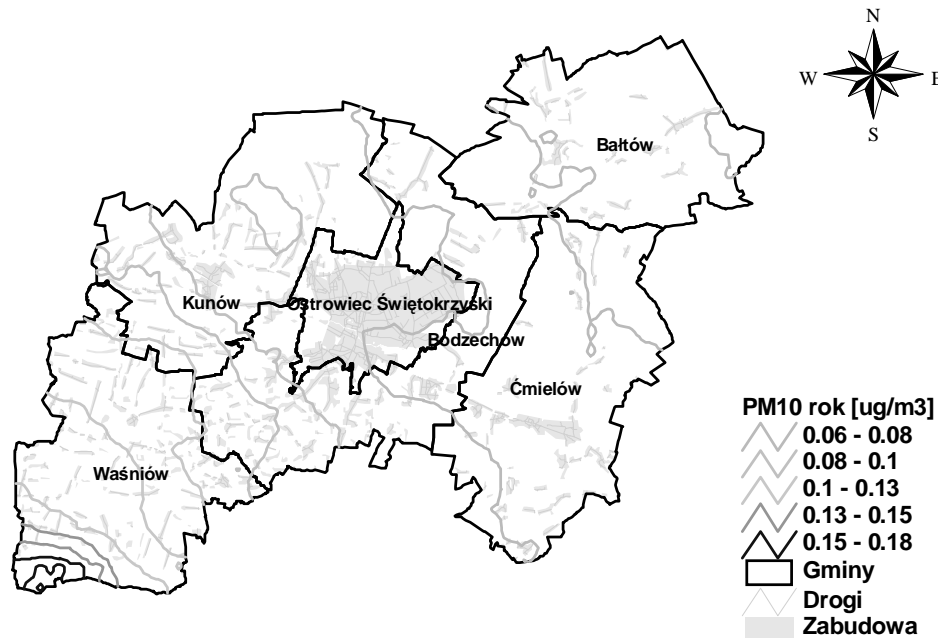 N
W
E
S
Bałtów
Kunów
Ostrowiec Świętokrzyski
Bodzechów
Ćmielów
Waśniów
PM10 rok [ug/m3]
0.06 - 0.08
0.08 - 0.1
0.1 - 0.13
0.13 - 0.15
0.15 - 0.18
Gminy
Drogi
Zabudowa